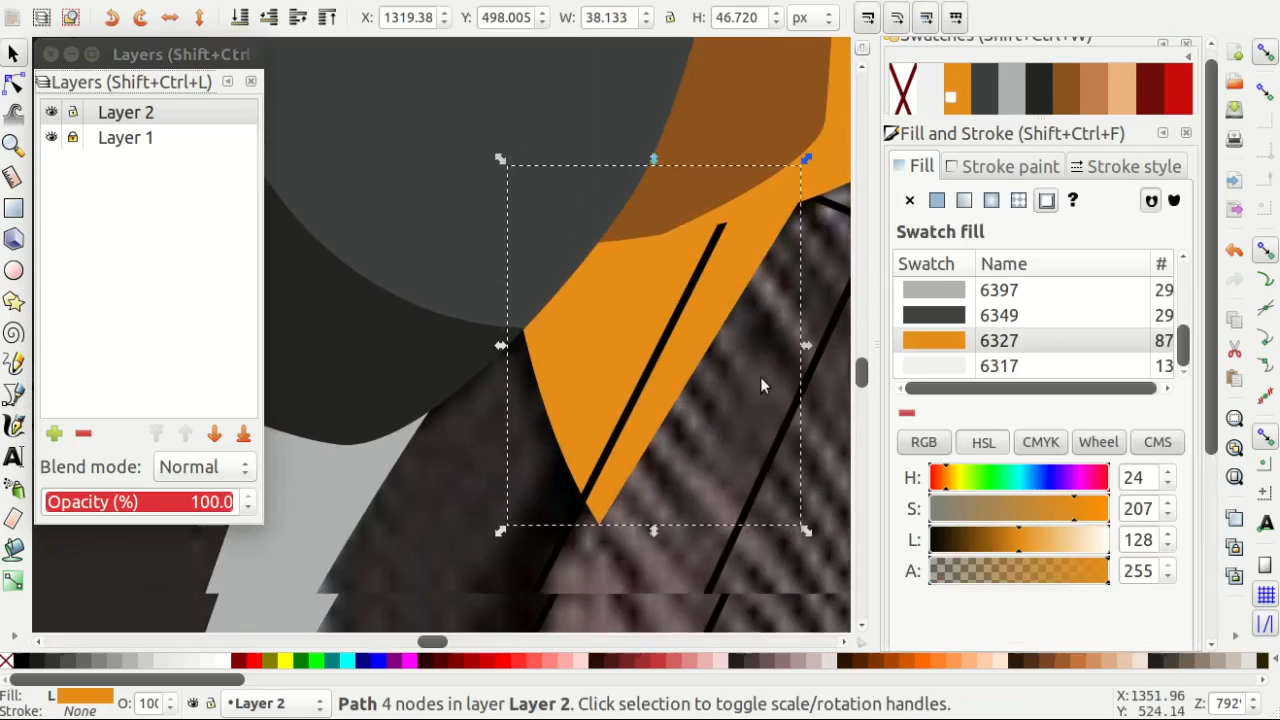 X: 1319.38 Y: 498.005 W: 38.133 H: 46.720 px
Layers (Shift+Ctrl
Layers (Shift+Ctrl+L)
Layer 2
Layer 1
Blend mode: Normal
Opacity (%) 100.0
Swatches (Shift+Ctrl+W)
Fill and Stroke (Shift+Ctrl+F)
Fill Stroke paint Stroke style
?
Swatch fill
Swatch Name #
6397 29
6349 29
6327 87
6317 13
RGB HSL CMYK Wheel CMS
H: 24
S: 207
L: 128
A: 255
Fill: L O: 100
Stroke: None
•Layer 2
Path 4 nodes in layer Layer 2. Click selection to toggle scale/rotation handles.
X:1351.96
Y: 524.14
Z: 792